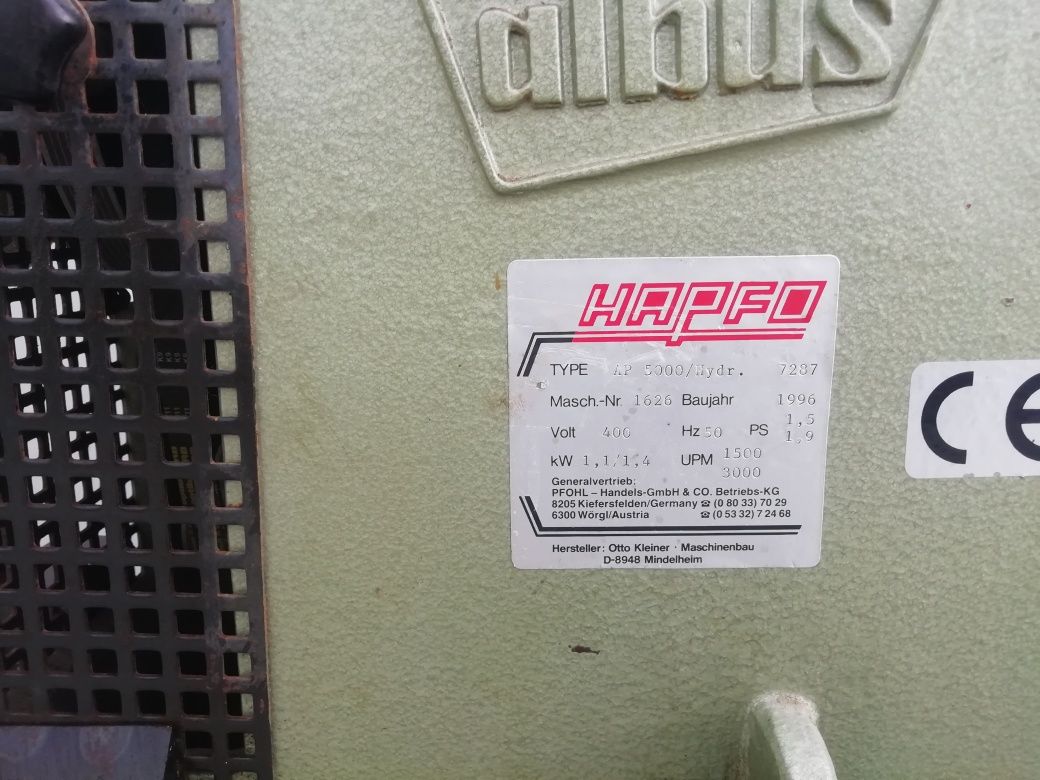 albus
HAPFO
TYPE AP 5000/Hydr. 7287
Masch.-Nr. 1626 Baujahr 1996
Volt 400 Hz 50 PS 1,5
1,9
kW 1,1/1,4 UPM 1500
3000
Generalvertrieb:
PFOHL – Handels-GmbH & CO. Betriebs-KG
8205 Kiefersfelden/Germany ☎ (0 80 33) 70 29
6300 Wörgl/Austria ☎ (0 53 32) 7 24 68
Hersteller: Otto Kleiner · Maschinenbau
D-8948 Mindelheim
CE